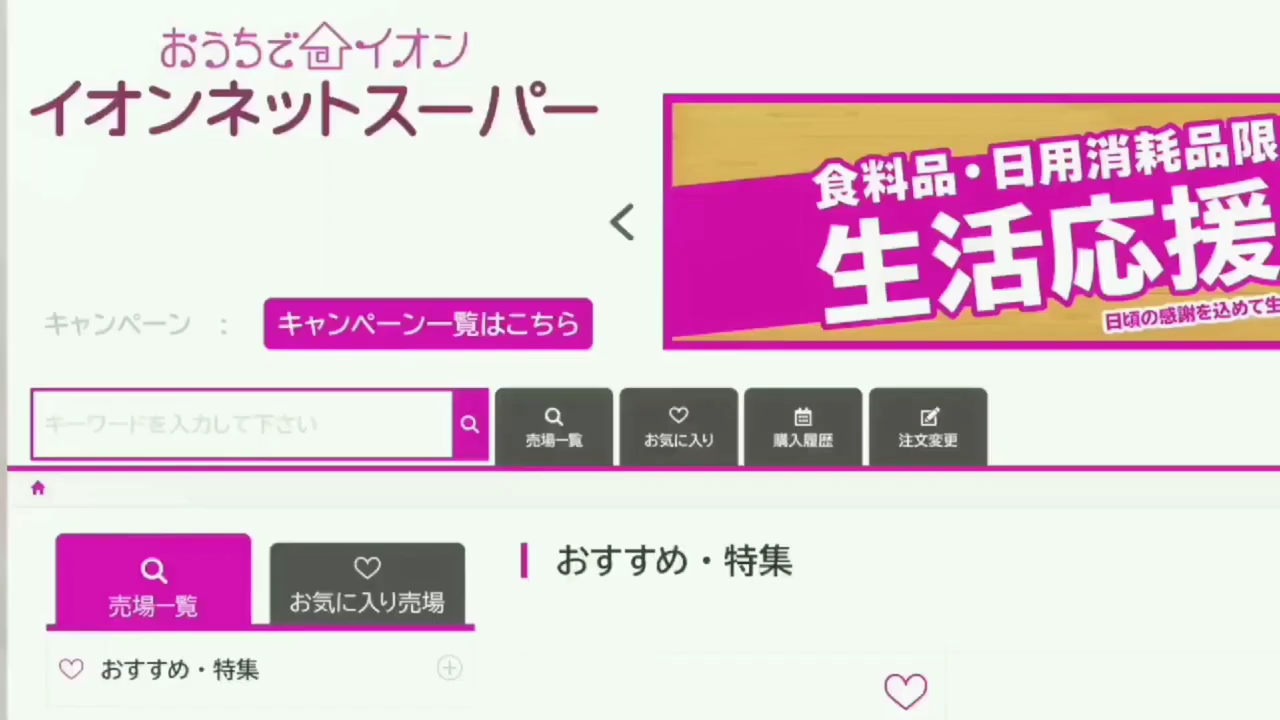 おうちでイオン
イオンネットスーパー
食料品・日用消耗品限
生活応援
日頃の感謝を込めて生
キャンペーン ：
キャンペーン一覧はこちら
キーワードを入力して下さい
売場一覧
お気に入り
購入履歴
注文変更
売場一覧
お気に入り売場
おすすめ・特集
おすすめ・特集